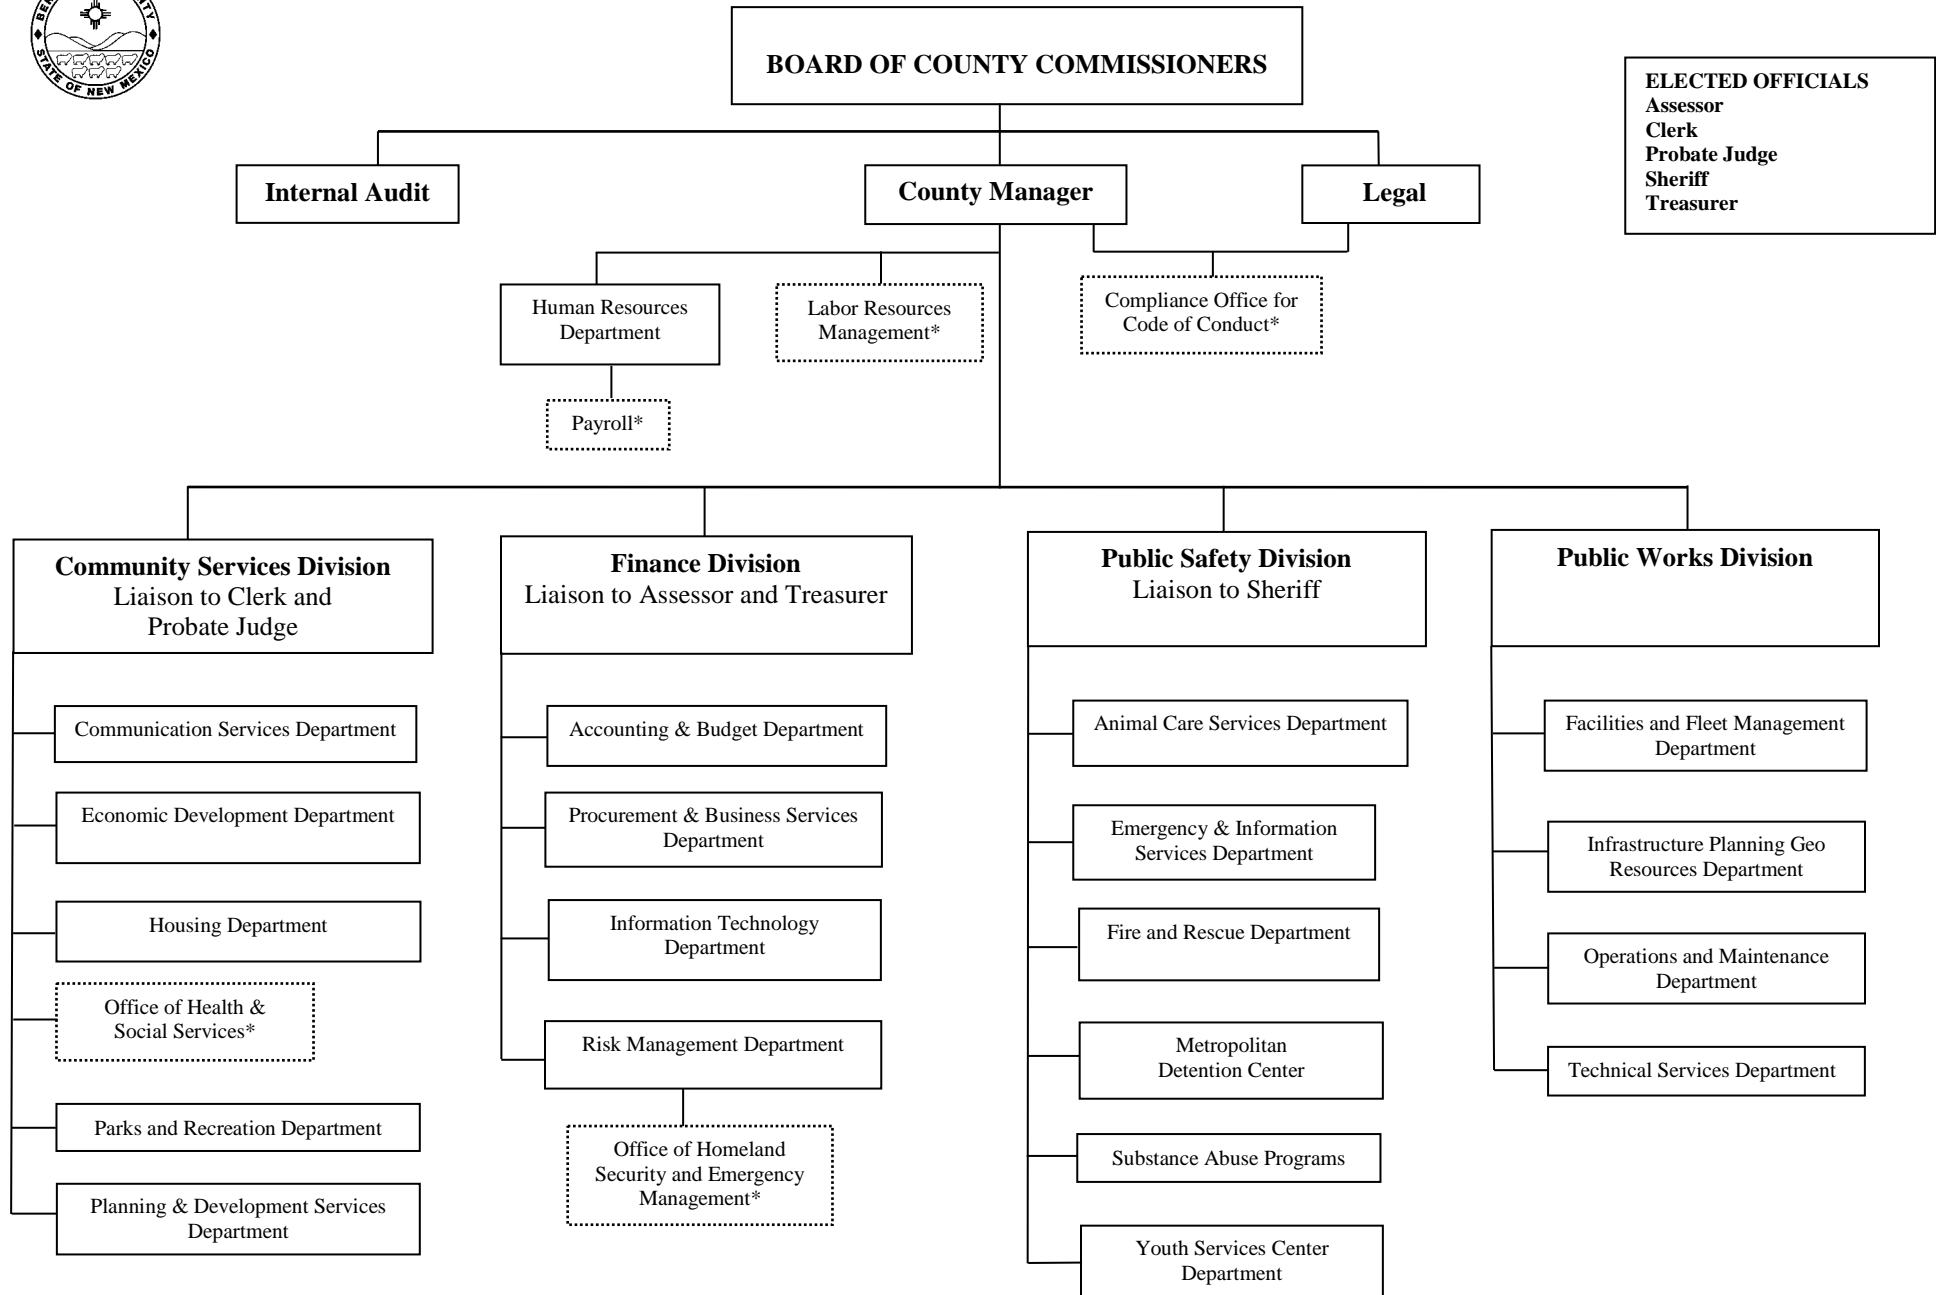 STATE OF NEW MEXICO
BOARD OF COUNTY COMMISSIONERS
ELECTED OFFICIALS
Assessor
Clerk
Probate Judge
Sheriff
Treasurer
Internal Audit
County Manager
Legal
Human Resources
Department
Labor Resources
Management*
Compliance Office for
Code of Conduct*
Payroll*
Community Services Division
Liaison to Clerk and
Probate Judge
Finance Division
Liaison to Assessor and Treasurer
Public Safety Division
Liaison to Sheriff
Public Works Division
Communication Services Department
Economic Development Department
Housing Department
Office of Health &
Social Services*
Parks and Recreation Department
Planning & Development Services
Department
Accounting & Budget Department
Procurement & Business Services
Department
Information Technology
Department
Risk Management Department
Office of Homeland
Security and Emergency
Management*
Animal Care Services Department
Emergency & Information
Services Department
Fire and Rescue Department
Metropolitan
Detention Center
Substance Abuse Programs
Youth Services Center
Department
Facilities and Fleet Management
Department
Infrastructure Planning Geo
Resources Department
Operations and Maintenance
Department
Technical Services Department